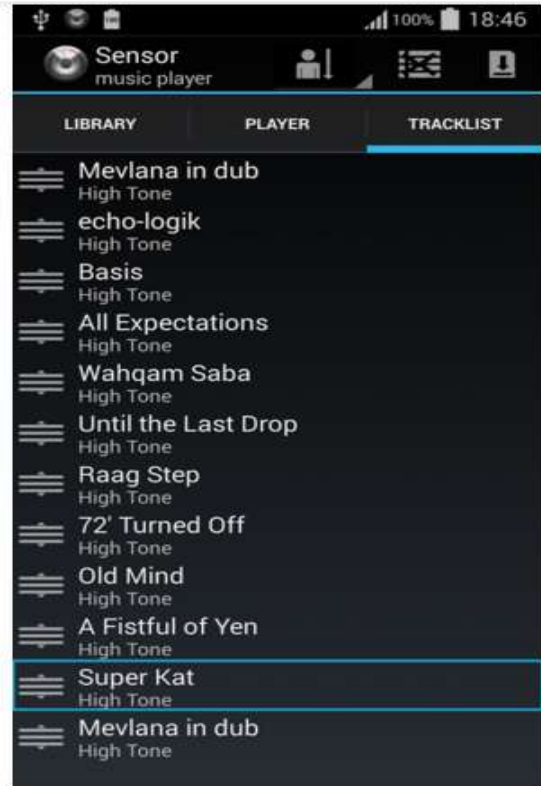 100% 18:46
Sensor
music player
LIBRARY PLAYER TRACKLIST
Mevlana in dub
High Tone
echo-logik
High Tone
Basis
High Tone
All Expectations
High Tone
Wahqam Saba
High Tone
Until the Last Drop
High Tone
Raag Step
High Tone
72' Turned Off
High Tone
Old Mind
High Tone
A Fistful of Yen
High Tone
Super Kat
High Tone
Mevlana in dub
High Tone